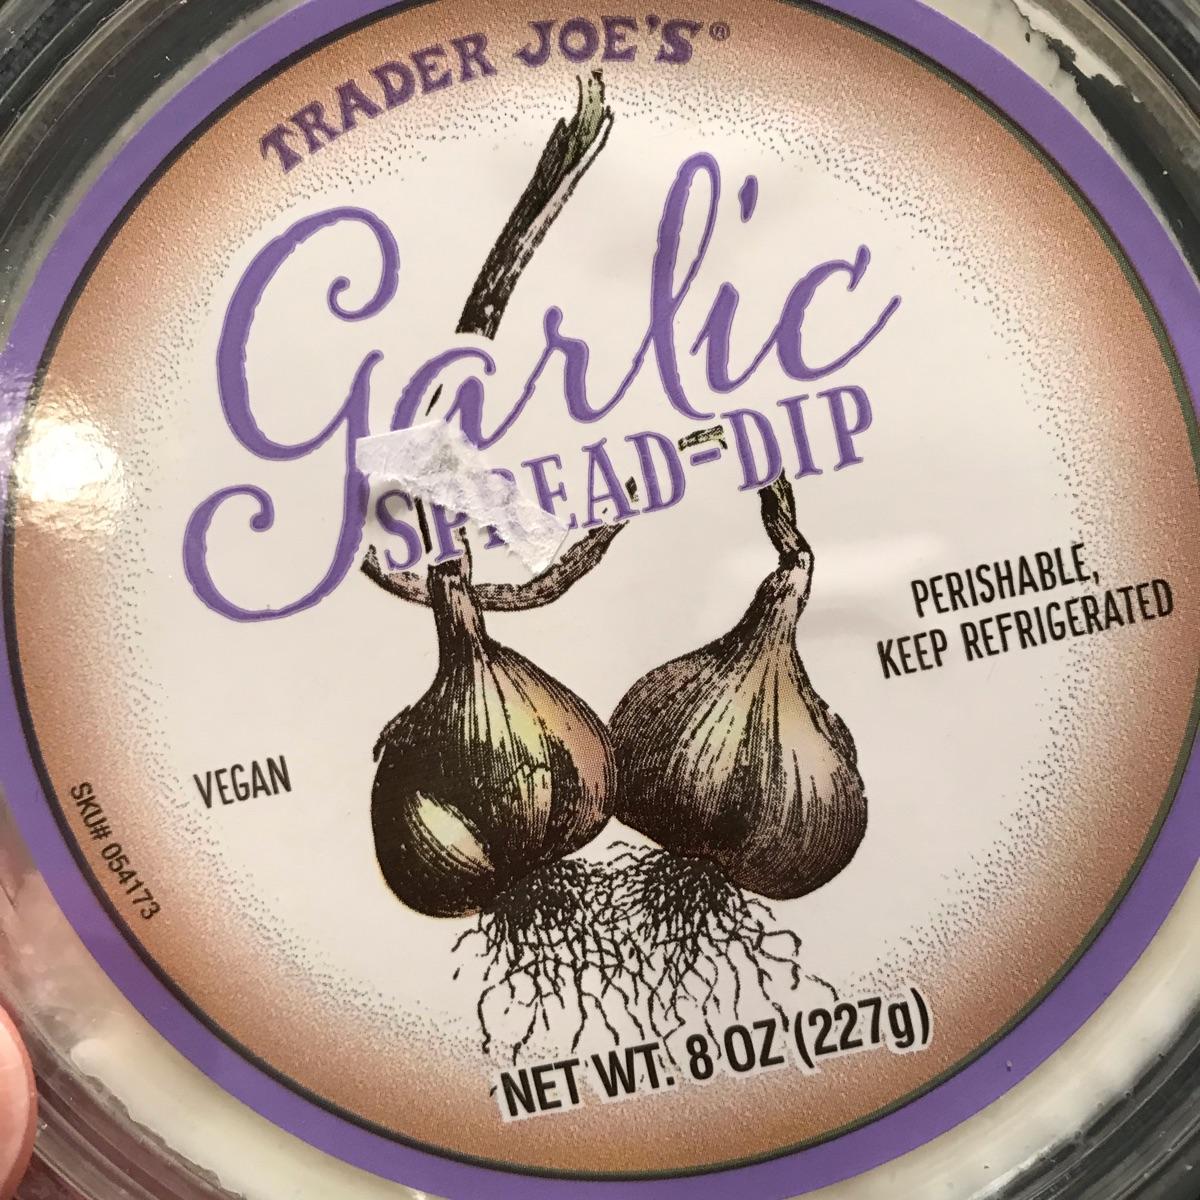 TRADER JOE'S®
Garlic
SPREAD-DIP
PERISHABLE,
KEEP REFRIGERATED
VEGAN
SKU# 054173
NET WT. 8 OZ (227g)